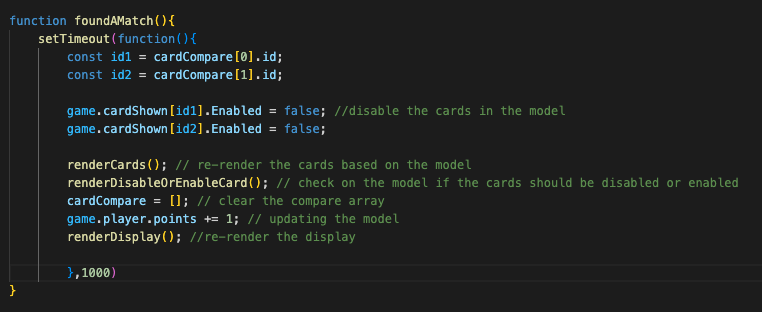 function foundAMatch(){
    setTimeout(function(){
        const id1 = cardCompare[0].id;
        const id2 = cardCompare[1].id;

        game.cardShown[id1].Enabled = false; //disable the cards in the model
        game.cardShown[id2].Enabled = false;

        renderCards(); // re-render the cards based on the model
        renderDisableOrEnableCard(); // check on the model if the cards should be disabled or enabled
        cardCompare = []; // clear the compare array
        game.player.points += 1; // updating the model
        renderDisplay(); //re-render the display

        },1000)
}